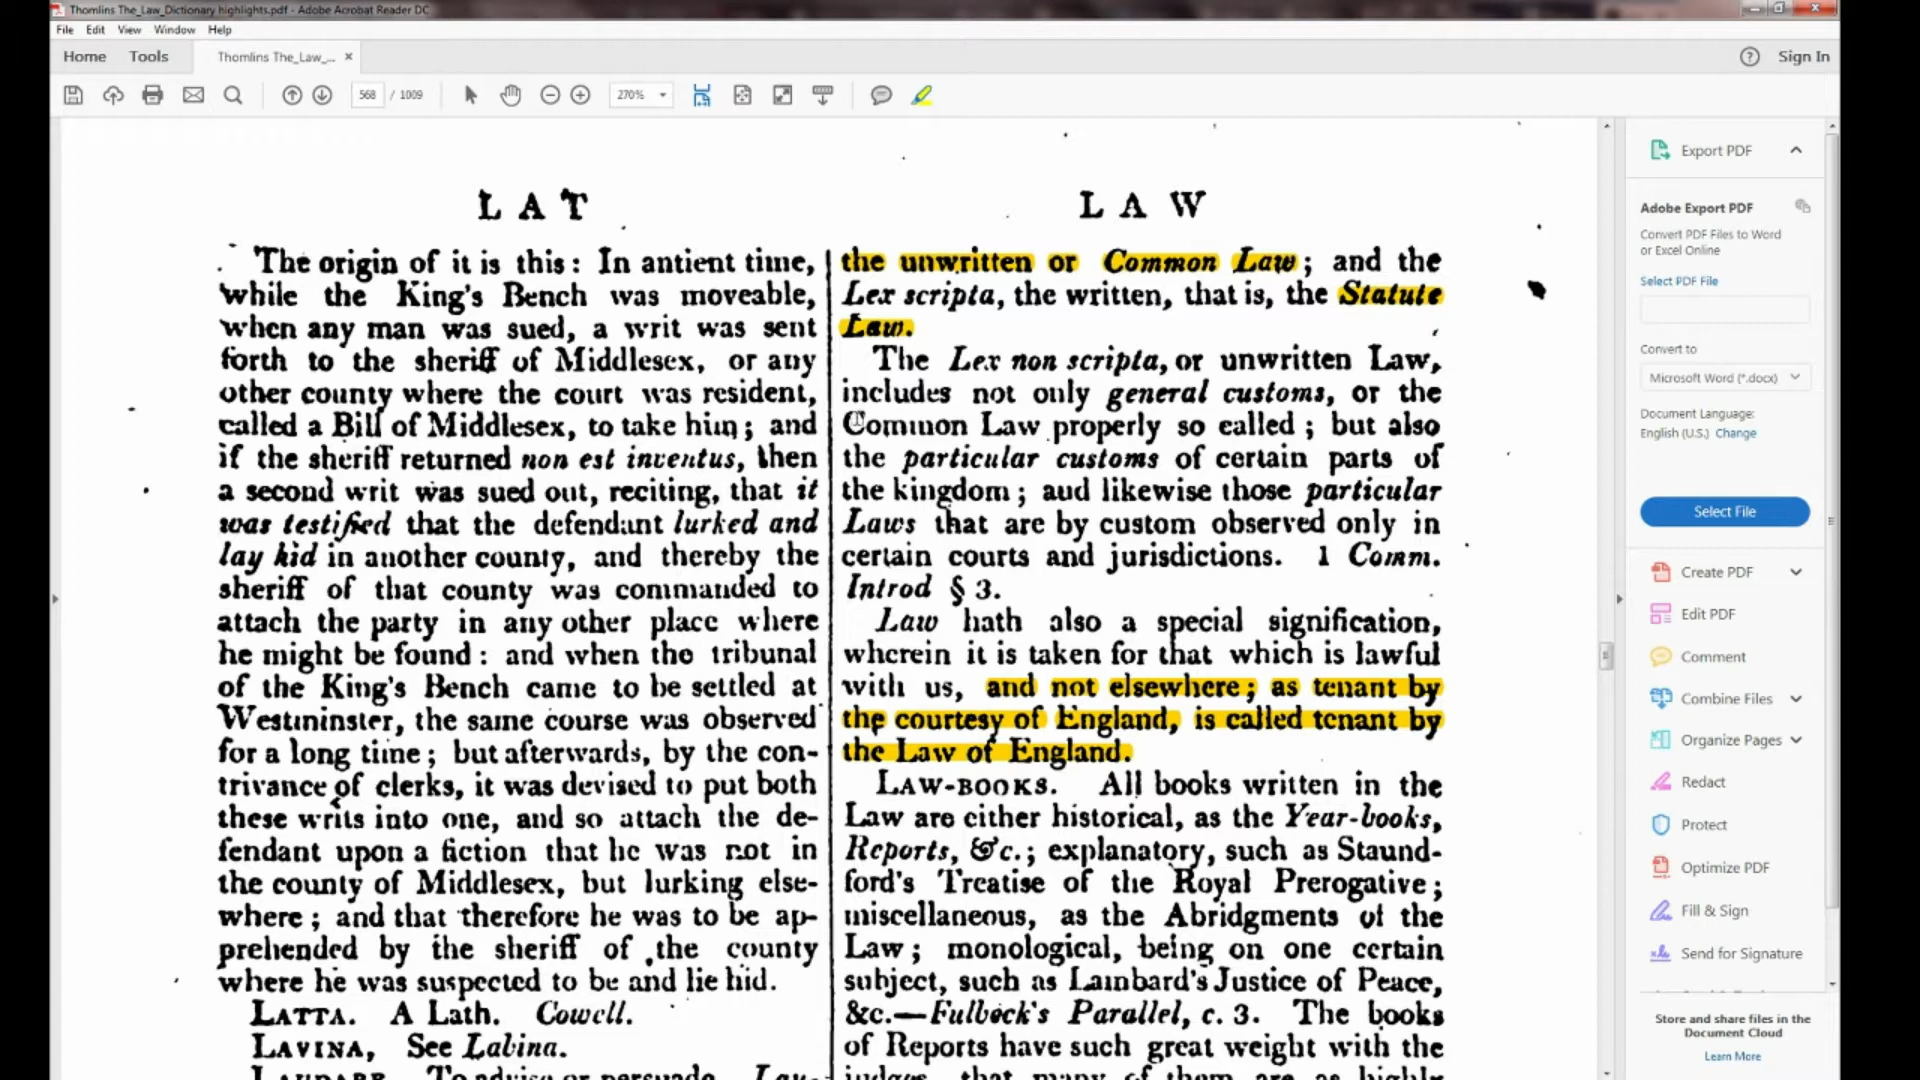 Thomlins The_Law_Dictionary highlights.pdf - Adobe Acrobat Reader DC
File Edit View Window Help
Home Tools Thomlins The_Law_... ×
Sign In
568 / 1009
270%
LAT
The origin of it is this: In antient time,
while the King's Bench was moveable,
when any man was sued, a writ was sent
forth to the sheriff of Middlesex, or any
other county where the court was resident,
called a Bill of Middlesex, to take him; and
if the sheriff returned non est inventus, then
a second writ was sued out, reciting, that it
was testified that the defendant lurked and
lay hid in another county, and thereby the
sheriff of that county was commanded to
attach the party in any other place where
he might be found: and when the tribunal
of the King's Bench came to be settled at
Westminster, the same course was observed
for a long time; but afterwards, by the con-
trivance of clerks, it was devised to put both
these writs into one, and so attach the de-
fendant upon a fiction that he was not in
the county of Middlesex, but lurking else-
where; and that therefore he was to be ap-
prehended by the sheriff of the county
where he was suspected to be and lie hid.
LATTA. A Lath. Cowell.
LAVINA, See Labina.
To advise or persuade.
LAW
the unwritten or Common Law; and the
Lex scripta, the written, that is, the Statute
Law.
The Lex non scripta, or unwritten Law,
includes not only general customs, or the
Common Law properly so called; but also
the particular customs of certain parts of
the kingdom; and likewise those particular
Laws that are by custom observed only in
certain courts and jurisdictions. 1 Comm.
Introd § 3.
Law hath also a special signification,
wherein it is taken for that which is lawful
with us, and not elsewhere; as tenant by
the courtesy of England, is called tenant by
the Law of England.
LAW-BOOKS. All books written in the
Law are either historical, as the Year-books,
Reports, &c.; explanatory, such as Staund-
ford's Treatise of the Royal Prerogative;
miscellaneous, as the Abridgments of the
Law; monological, being on one certain
subject, such as Lambard's Justice of Peace,
&c.—Fulbeck's Parallel, c. 3. The books
of Reports have such great weight with the
judges, that many of them are as highly
Export PDF
Adobe Export PDF
Convert PDF Files to Word
or Excel Online
Select PDF File
Convert to
Microsoft Word (*.docx)
Document Language:
English (U.S.) Change
Select File
Create PDF
Edit PDF
Comment
Combine Files
Organize Pages
Redact
Protect
Optimize PDF
Fill & Sign
Send for Signature
Store and share files in the
Document Cloud
Learn More